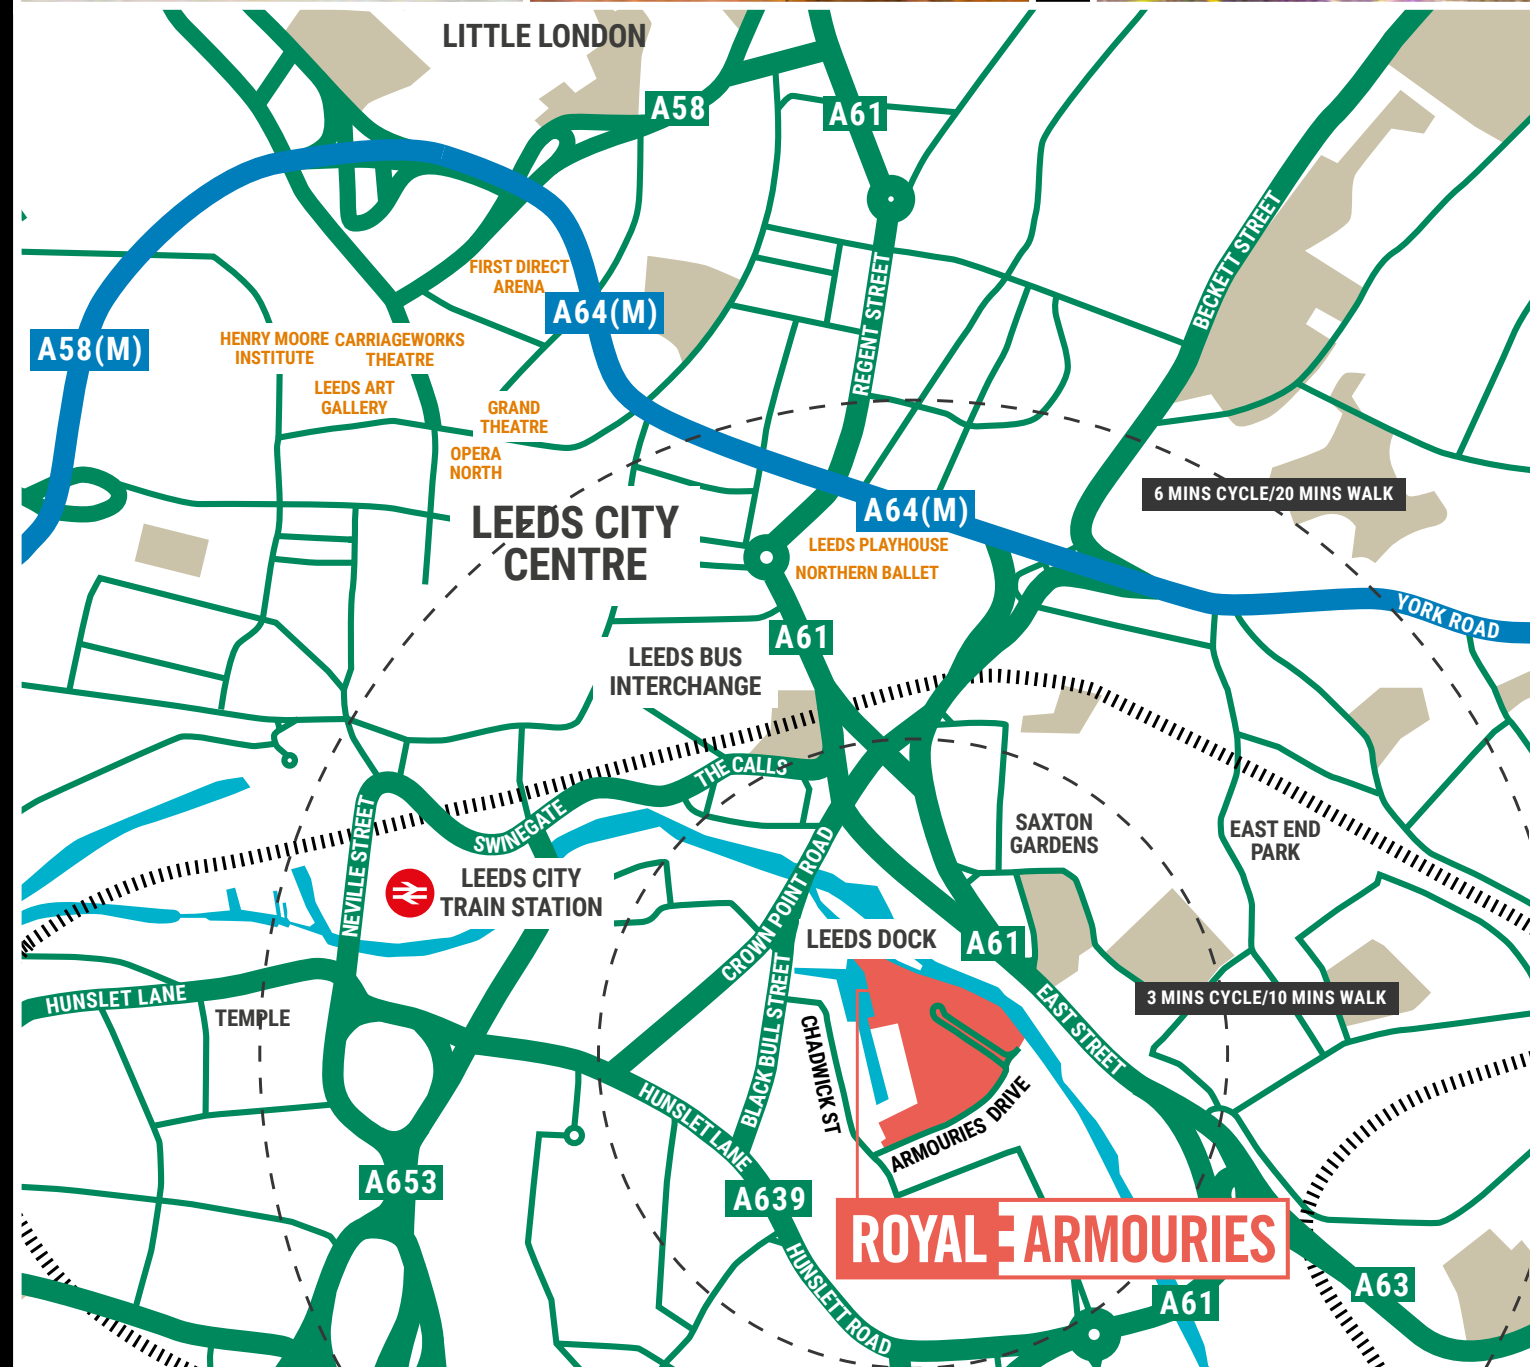 LITTLE LONDON
A58
A61
BECKETT STREET
FIRST DIRECT
ARENA
A64(M)
REGENT STREET
A58(M)
HENRY MOORE
INSTITUTE
CARRIAGEWORKS
THEATRE
LEEDS ART
GALLERY
GRAND
THEATRE
OPERA
NORTH
6 MINS CYCLE/20 MINS WALK
LEEDS CITY
CENTRE
A64(M)
LEEDS PLAYHOUSE
NORTHERN BALLET
YORK ROAD
A61
LEEDS BUS
INTERCHANGE
THE CALLS
SWINEGATE
NEVILLE STREET
SAXTON
GARDENS
EAST END
PARK
LEEDS CITY
TRAIN STATION
CROWN POINT ROAD
LEEDS DOCK
A61
HUNSLET LANE
TEMPLE
BLACK BULL STREET
CHADWICK ST
EAST STREET
3 MINS CYCLE/10 MINS WALK
ARMOURIES DRIVE
HUNSLET LANE
A653
A639
ROYAL ARMOURIES
HUNSLETT ROAD
A61
A63